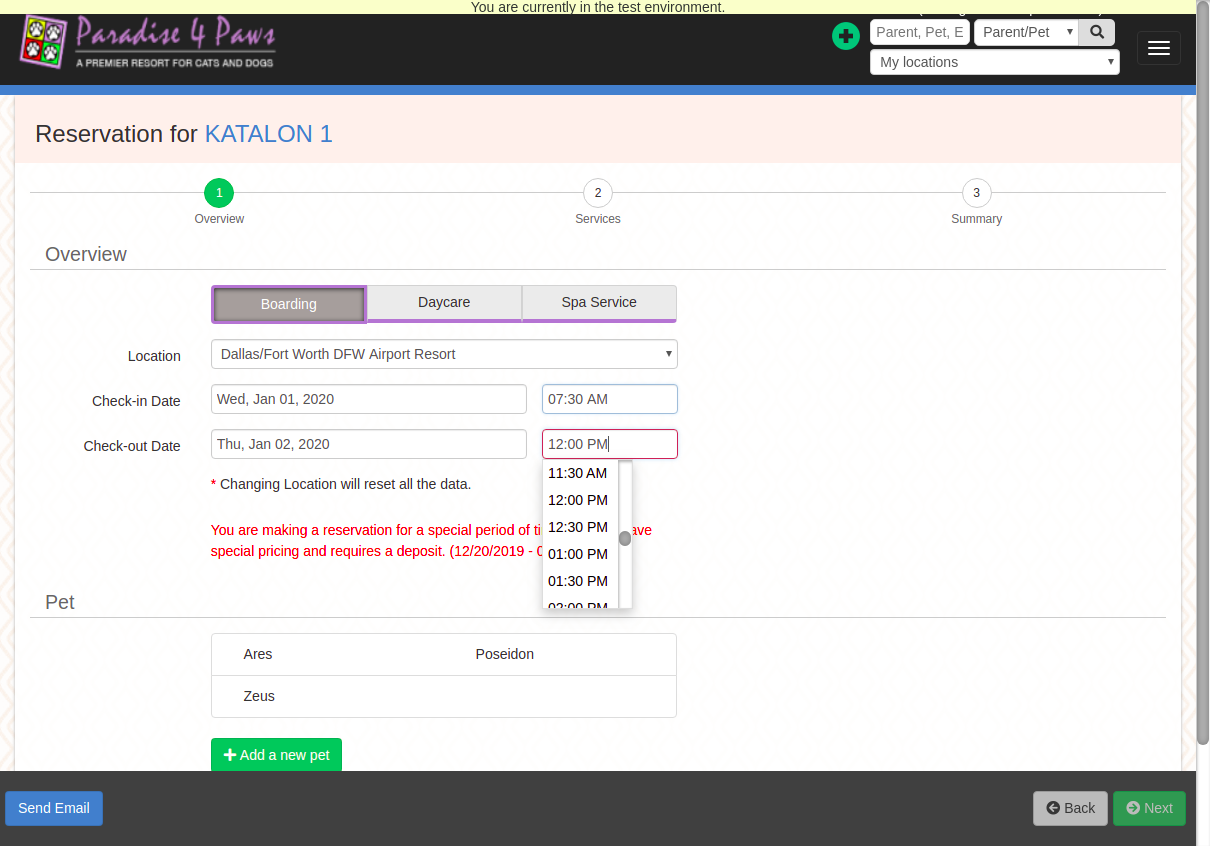 You are currently in the test environment.
Paradise 4 Paws
A PREMIER RESORT FOR CATS AND DOGS
Parent, Pet, E
Parent/Pet
My locations
Reservation for KATALON 1
1
2
3
Overview
Services
Summary
Overview
Boarding
Daycare
Spa Service
Location
Dallas/Fort Worth DFW Airport Resort
Check-in Date
Wed, Jan 01, 2020
07:30 AM
Check-out Date
Thu, Jan 02, 2020
12:00 PM
11:30 AM
12:00 PM
12:30 PM
01:00 PM
01:30 PM
02:00 PM
* Changing Location will reset all the data.
You are making a reservation for a special period of ti ave
special pricing and requires a deposit. (12/20/2019 - 0
Pet
Ares
Poseidon
Zeus
Add a new pet
Send Email
Back
Next